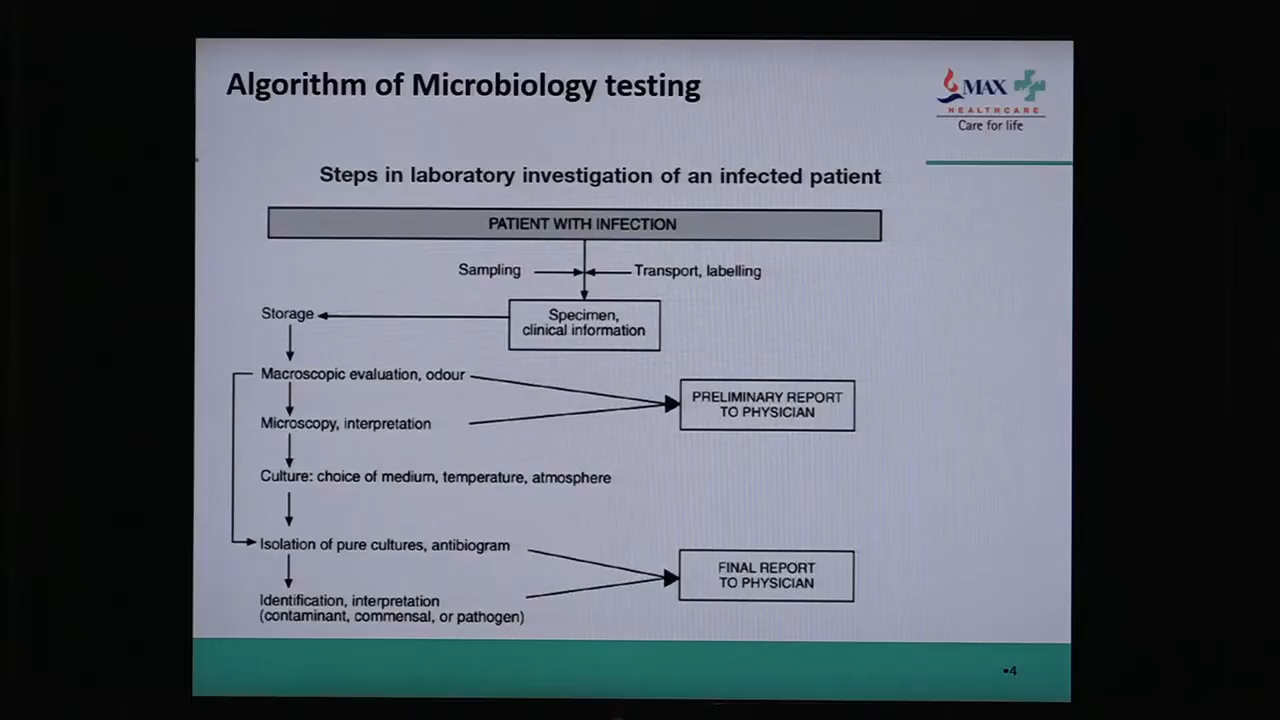 Algorithm of Microbiology testing
MAX
HEALTHCARE
Care for life
Steps in laboratory investigation of an infected patient
PATIENT WITH INFECTION
Sampling
Transport, labelling
Storage
Specimen,
clinical information
Macroscopic evaluation, odour
PRELIMINARY REPORT
TO PHYSICIAN
Microscopy, interpretation
Culture: choice of medium, temperature, atmosphere
Isolation of pure cultures, antibiogram
FINAL REPORT
TO PHYSICIAN
Identification, interpretation
(contaminant, commensal, or pathogen)
•4